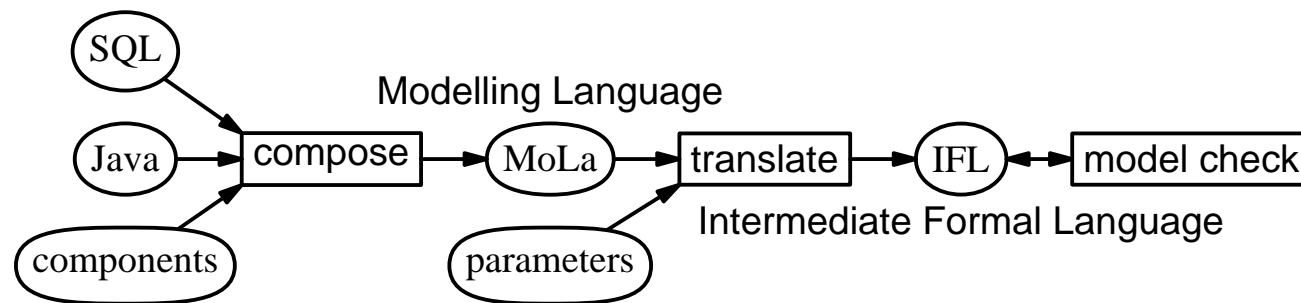 SQL
Modelling Language
Java
compose
MoLa
translate
IFL
model check
Intermediate Formal Language
components
parameters